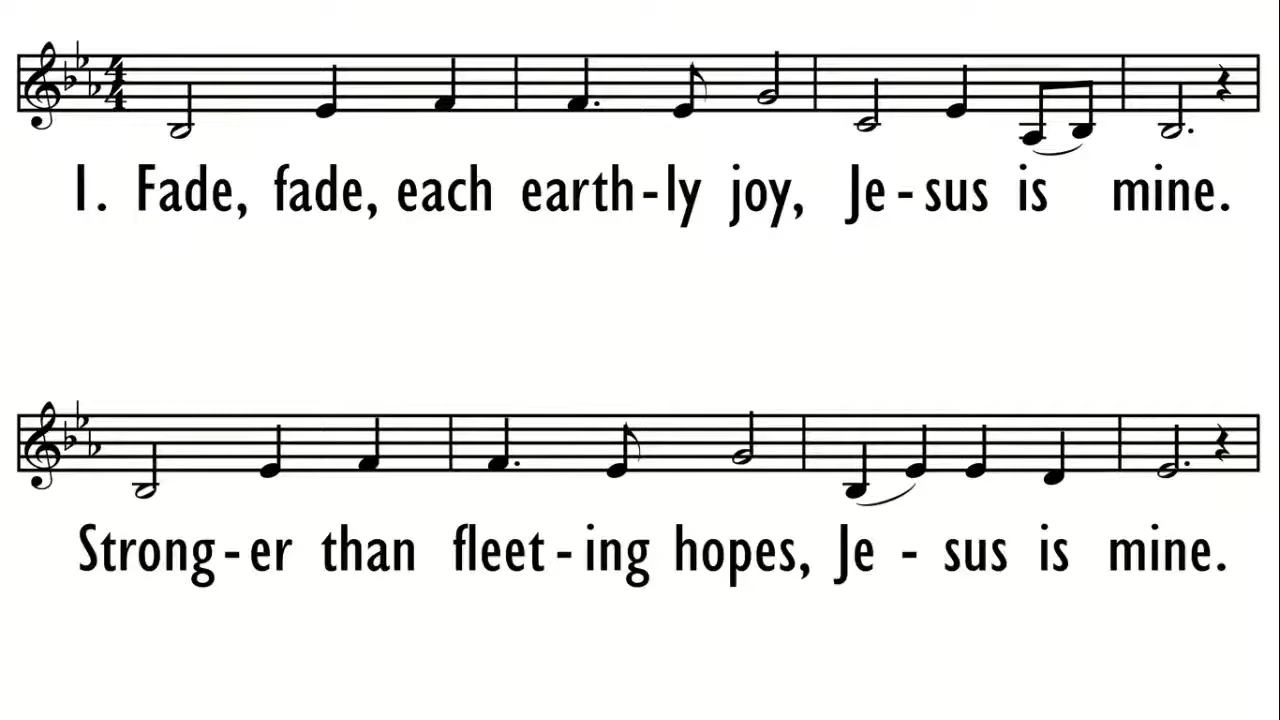 1. Fade, fade, each earth-ly joy, Je-sus is mine.
Strong-er than fleet-ing hopes, Je-sus is mine.